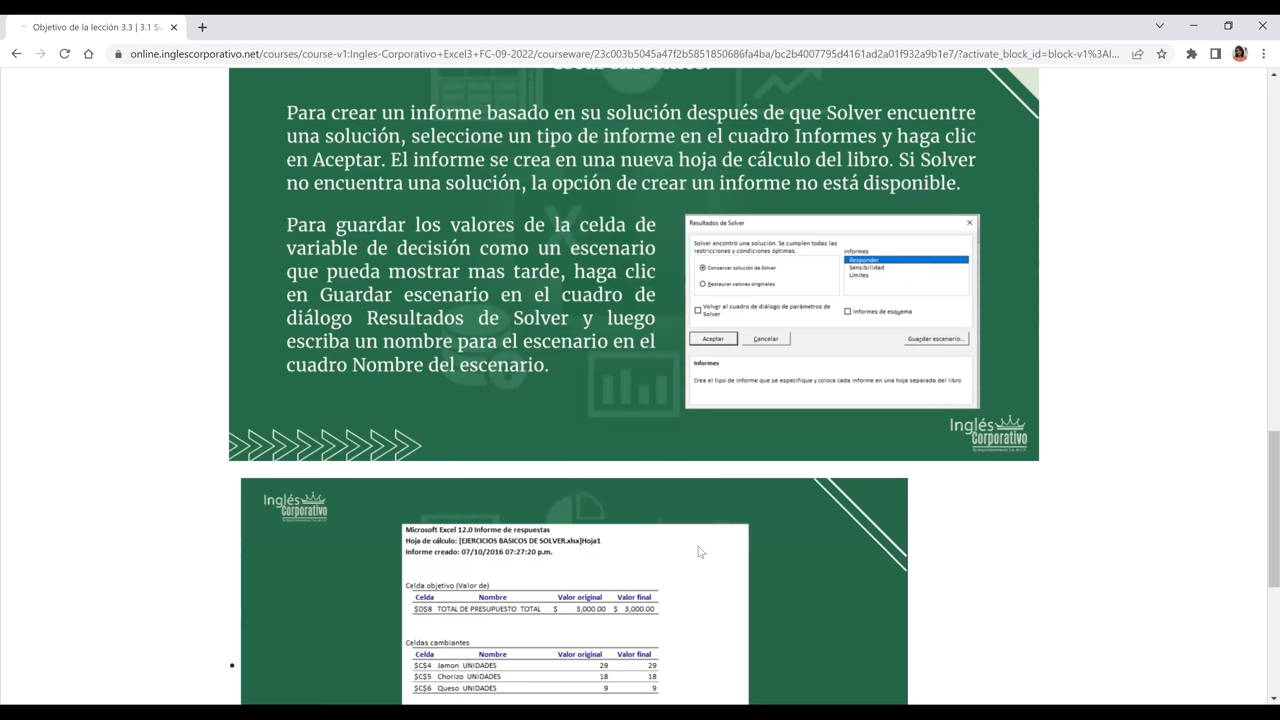 Objetivo de la lección 3.3 | 3.1 Su
online.inglescorporativo.net/courses/course-v1:Ingles-Corporativo+Excel3+FC-09-2022/courseware/23c003b5045a47f2b5851850686fa4ba/bc2b4007795d4161ad2a01f932a9b1e7/?activate_block_id=block-v1%3AI...
Para crear un informe basado en su solución después de que Solver encuentre
una solución, seleccione un tipo de informe en el cuadro Informes y haga clic
en Aceptar. El informe se crea en una nueva hoja de cálculo del libro. Si Solver
no encuentra una solución, la opción de crear un informe no está disponible.
Para guardar los valores de la celda de
variable de decisión como un escenario
que pueda mostrar mas tarde, haga clic
en Guardar escenario en el cuadro de
diálogo Resultados de Solver y luego
escriba un nombre para el escenario en el
cuadro Nombre del escenario.
Resultados de Solver
Solver encontró una solución. Se cumplen todas las
restricciones y condiciones óptimas.
Informes
Conservar solución de Solver
Restaurar valores originales
Responder
Sensibilidad
Límites
Volver al cuadro de diálogo de parámetros de
Solver
Informes de esquema
Aceptar Cancelar Guardar escenario...
Informes
Crea el tipo de informe que se especifique y coloca cada informe en una hoja separada del libro
Inglés
Corporativo
Inglés
Corporativo
Microsoft Excel 12.0 Informe de respuestas
Hoja de cálculo: [EJERCICIOS BASICOS DE SOLVER.xlsx]Hoja1
Informe creado: 07/10/2016 07:27:20 p.m.
Celda objetivo (Valor de)
Celda Nombre Valor original Valor final
$D$8 TOTAL DE PRESUPUESTO TOTAL $ 3,000.00 $ 3,000.00
Celdas cambiantes
Celda Nombre Valor original Valor final
$C$4 Jamon UNIDADES 29 29
$C$5 Chorizo UNIDADES 18 18
$C$6 Queso UNIDADES 9 9